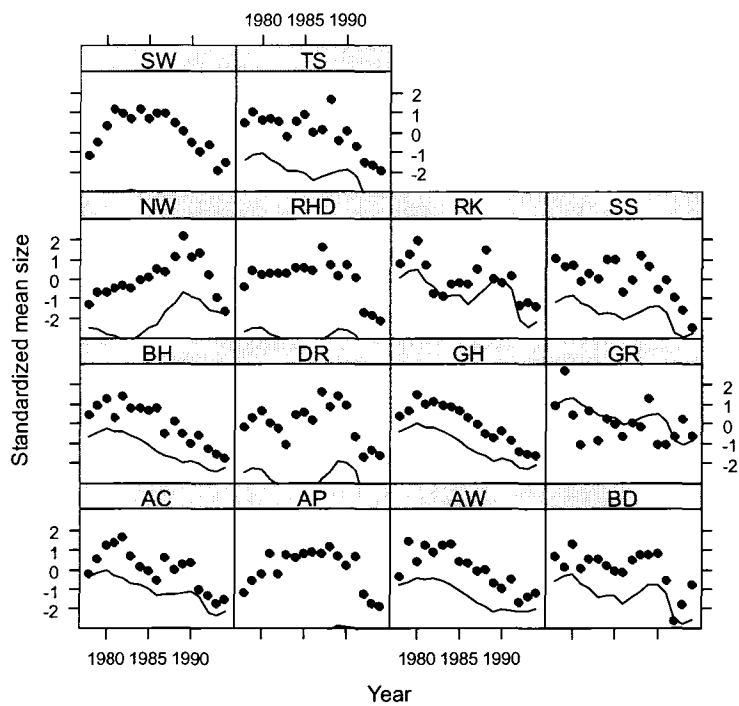 1980 1985 1990
SW TS
2
1
0
-1
-2
NW RHD RK SS
2
1
0
-1
-2
BH DR GH GR
2
1
0
-1
-2
AC AP AW BD
2
1
0
-1
-2
1980 1985 1990 1980 1985 1990
Year
Standardized mean size